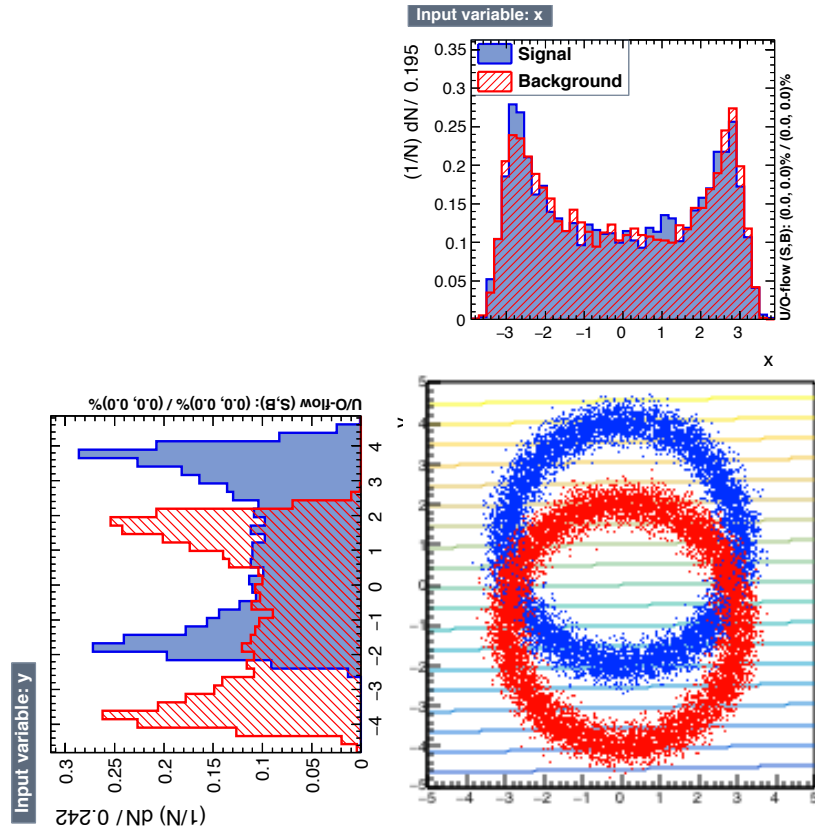 Input variable: x
(1/N) dN / 0.195
0.35
0.3
0.25
0.2
0.15
0.1
0.05
0
Signal
Background
U/O-flow (S,B): (0.0, 0.0)% / (0.0, 0.0)%
−3 −2 −1 0 1 2 3
x
Input variable: y
U/O-flow (S,B): (0.0, 0.0)% / (0.0, 0.0)%
4
3
2
1
0
−1
−2
−3
−4
0.3 0.25 0.2 0.15 0.1 0.05 0
(1/N) dN / 0.242
5
4
3
2
1
0
−1
−2
−3
−4
−5
−5 −4 −3 −2 −1 0 1 2 3 4 5